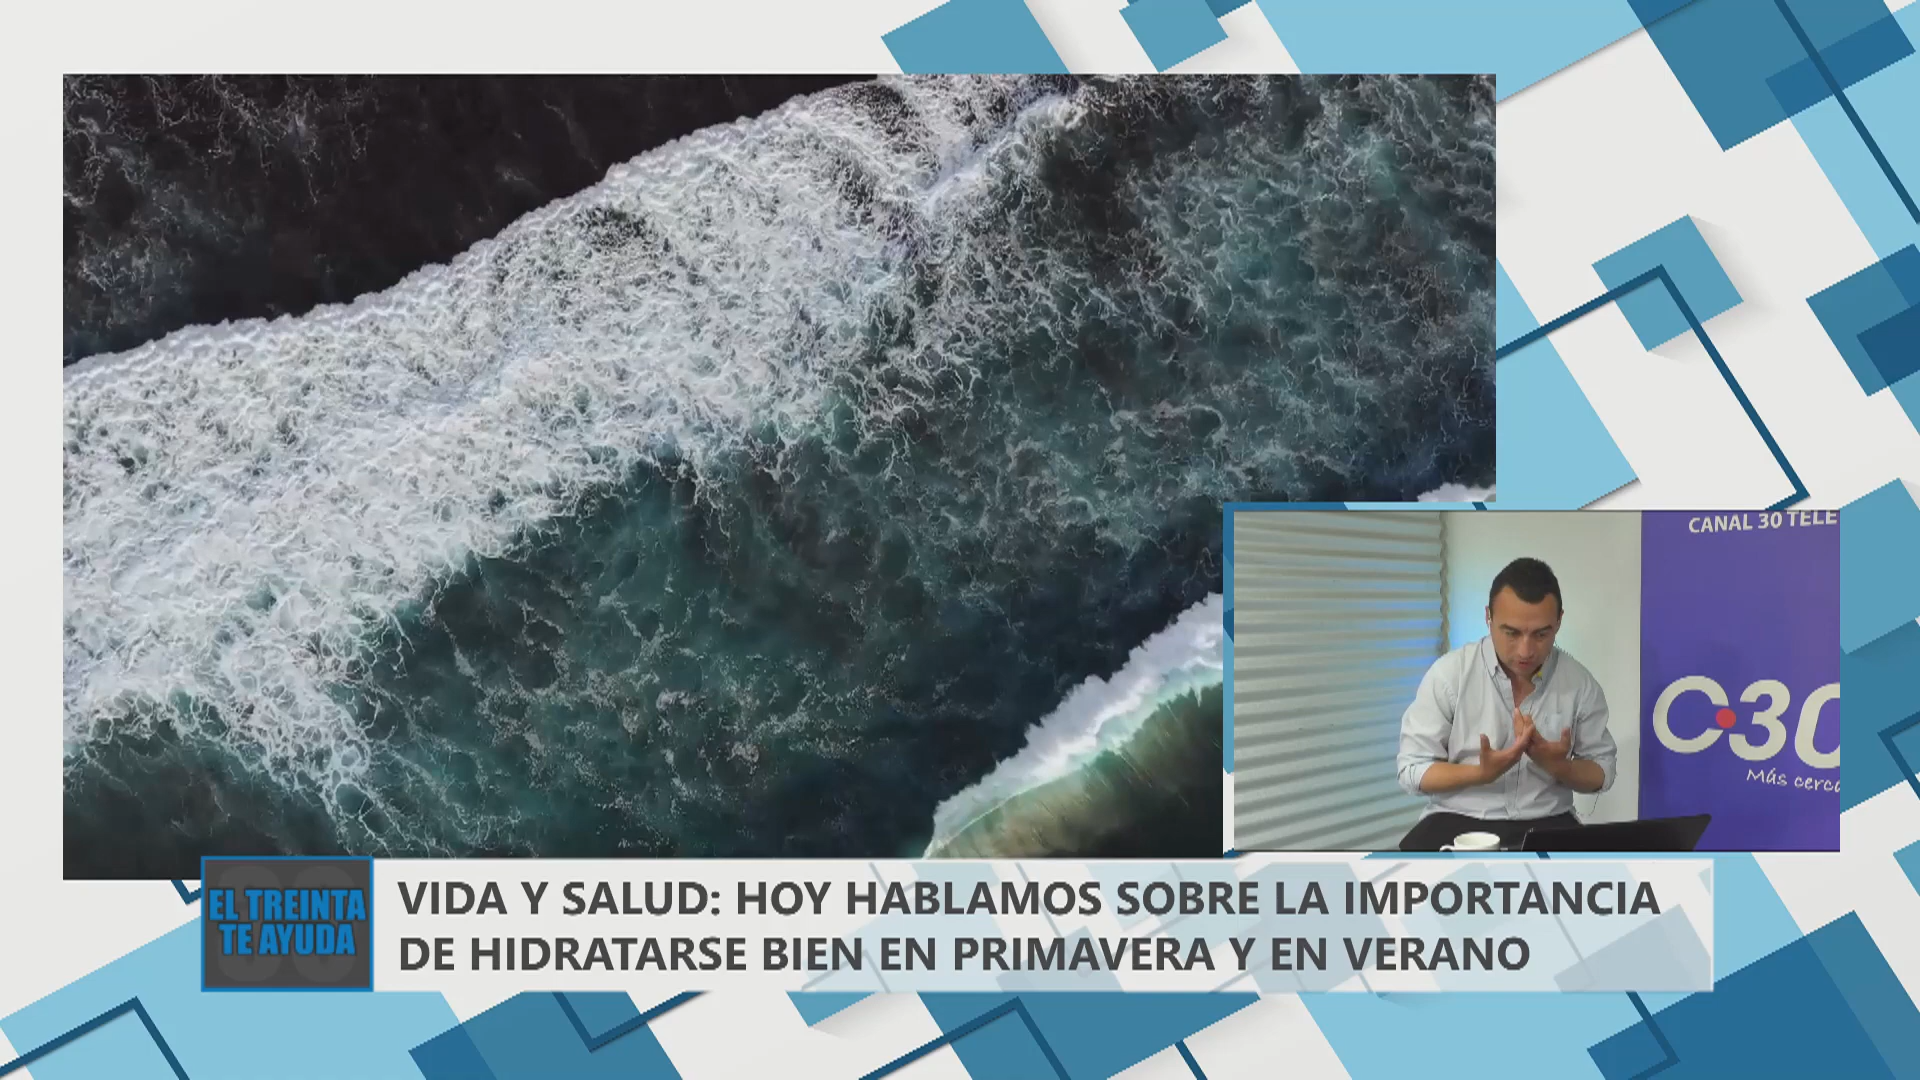 CANAL 30 TELE
C30
Más cerca
EL TREINTA
TE AYUDA
VIDA Y SALUD: HOY HABLAMOS SOBRE LA IMPORTANCIA
DE HIDRATARSE BIEN EN PRIMAVERA Y EN VERANO